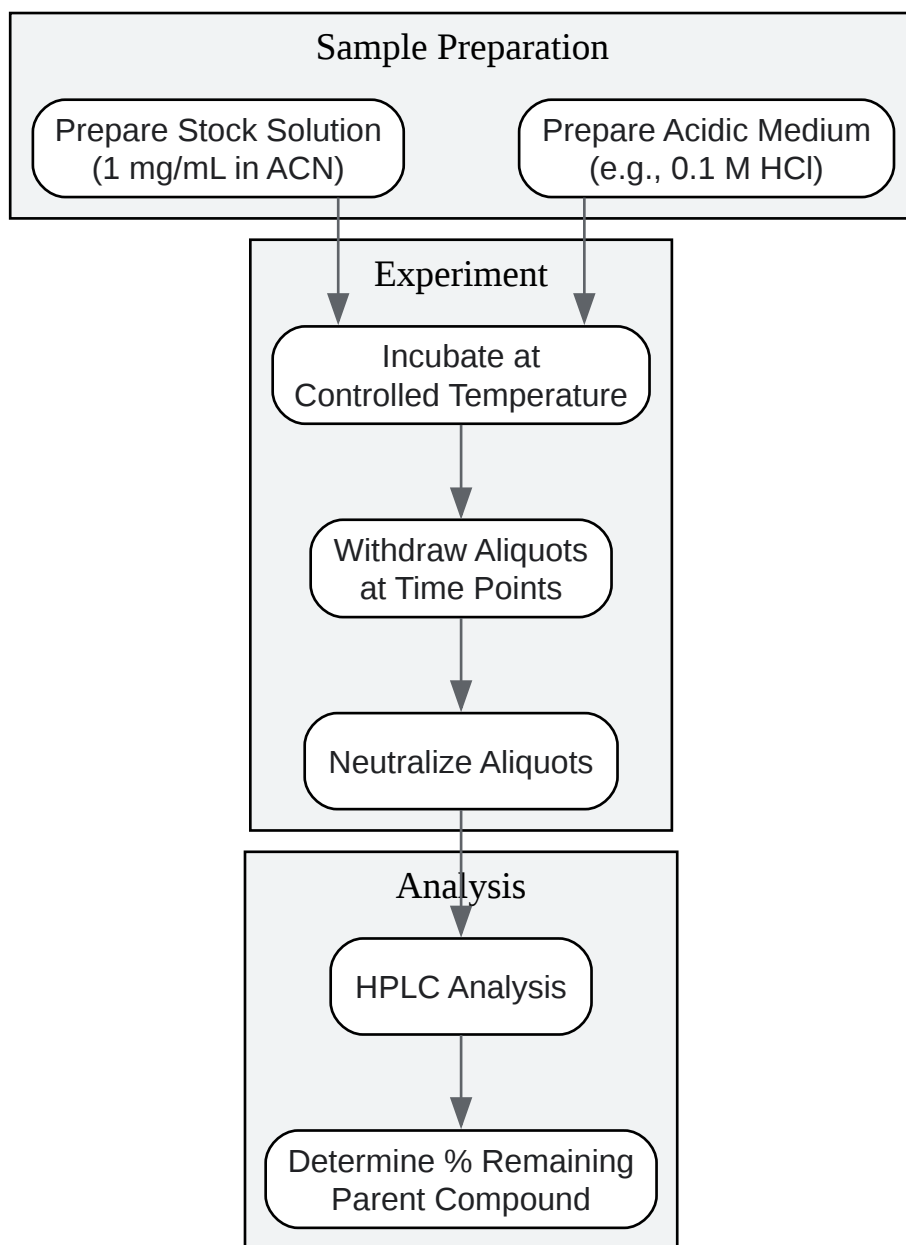 Sample Preparation
Prepare Stock Solution
(1 mg/mL in ACN)
Prepare Acidic Medium
(e.g., 0.1 M HCl)
Experiment
Incubate at
Controlled Temperature
Withdraw Aliquots
at Time Points
Neutralize Aliquots
Analysis
HPLC Analysis
Determine % Remaining
Parent Compound